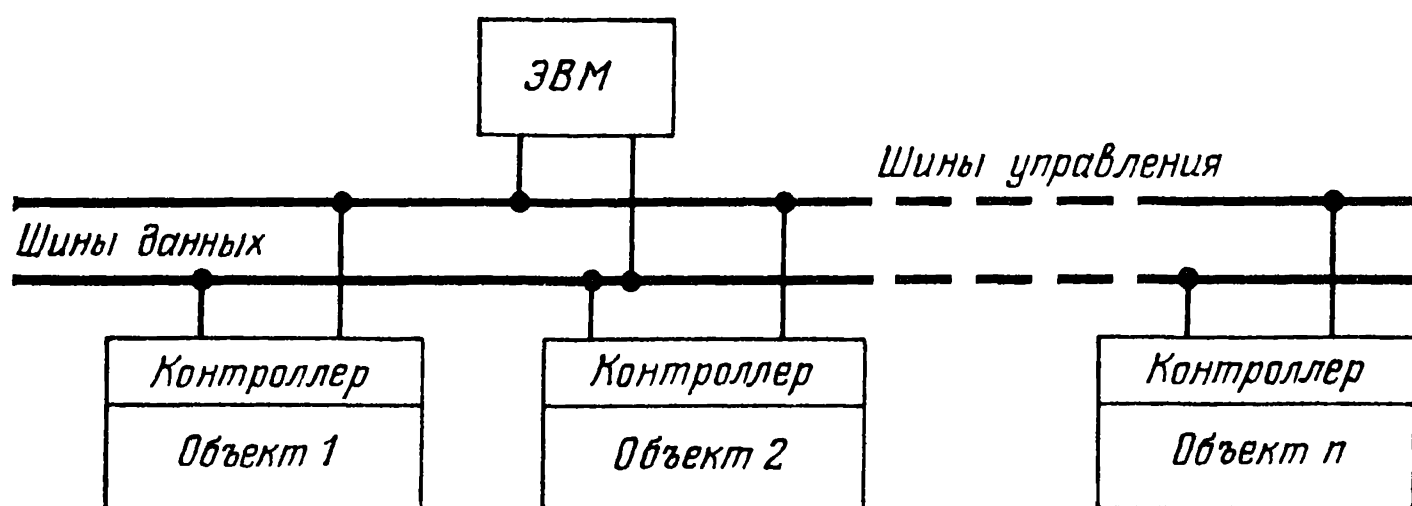 ЭВМ
Шины управления
Шины данных
Контроллер
Контроллер
Контроллер
Объект 1
Объект 2
Объект n